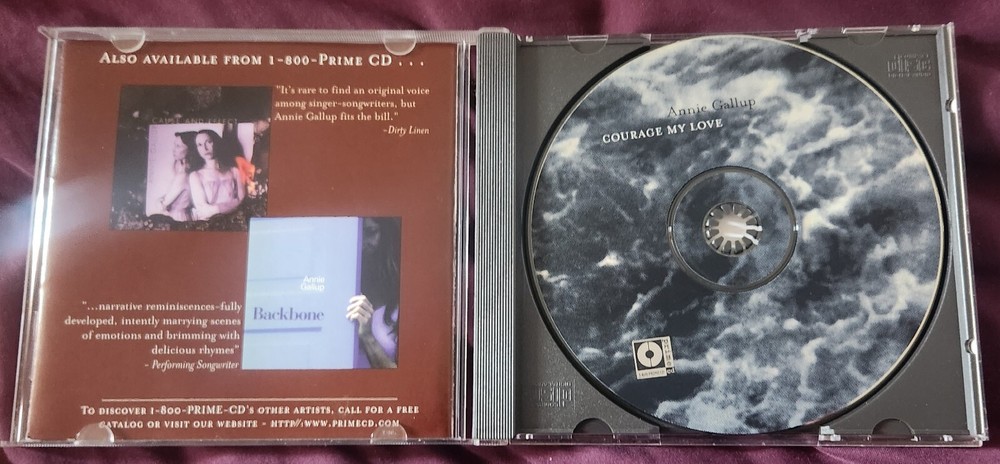 ALSO AVAILABLE FROM 1-800-PRIME CD . . .
"It's rare to find an original voice
among singer-songwriters, but
Annie Gallup fits the bill."
~Dirty Linen
CAUSE AND EFFECT
Annie
Gallup
Backbone
"...narrative reminiscences-fully
developed, intently marrying scenes
of emotions and brimming with
delicious rhymes"
~ Performing Songwriter
TO DISCOVER 1-800-PRIME-CD'S OTHER ARTISTS, CALL FOR A FREE
CATALOG OR VISIT OUR WEBSITE - HTTP//:WWW.PRIMECD.COM
Annie Gallup
COURAGE MY LOVE